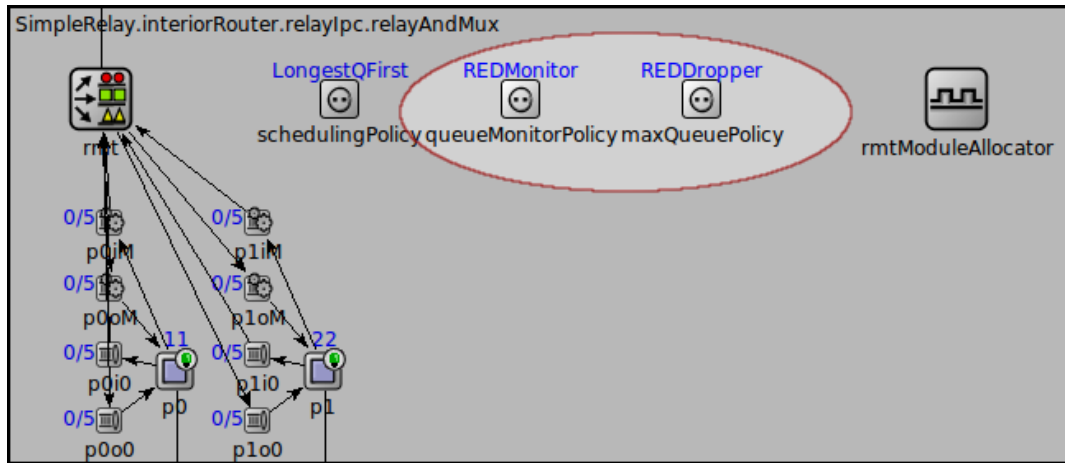 SimpleRelay.interiorRouter.relayIpc.relayAndMux
LongestQFirst REDMonitor REDDropper
rmt schedulingPolicy queueMonitorPolicy maxQueuePolicy rmtModuleAllocator
0/5 0/5
p0iM p1iM
0/5 0/5
p0oM p1oM
11 22
0/5 0/5
p0i0 p1i0
p0 p1
0/5 0/5
p0o0 p1o0